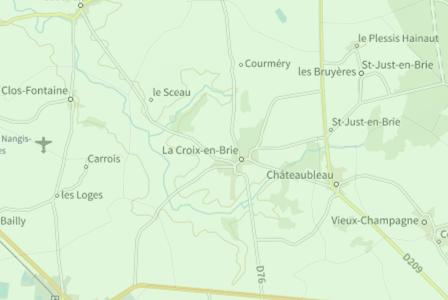 le Plessis Hainaut
Courméry
St-Just-en-Brie
les Bruyères
Clos-Fontaine
le Sceau
St-Just-en-Brie
Nangis-
es
La Croix-en-Brie
Carrois
Châteaubleau
les Loges
Bailly
Vieux-Champagne
D209
D76